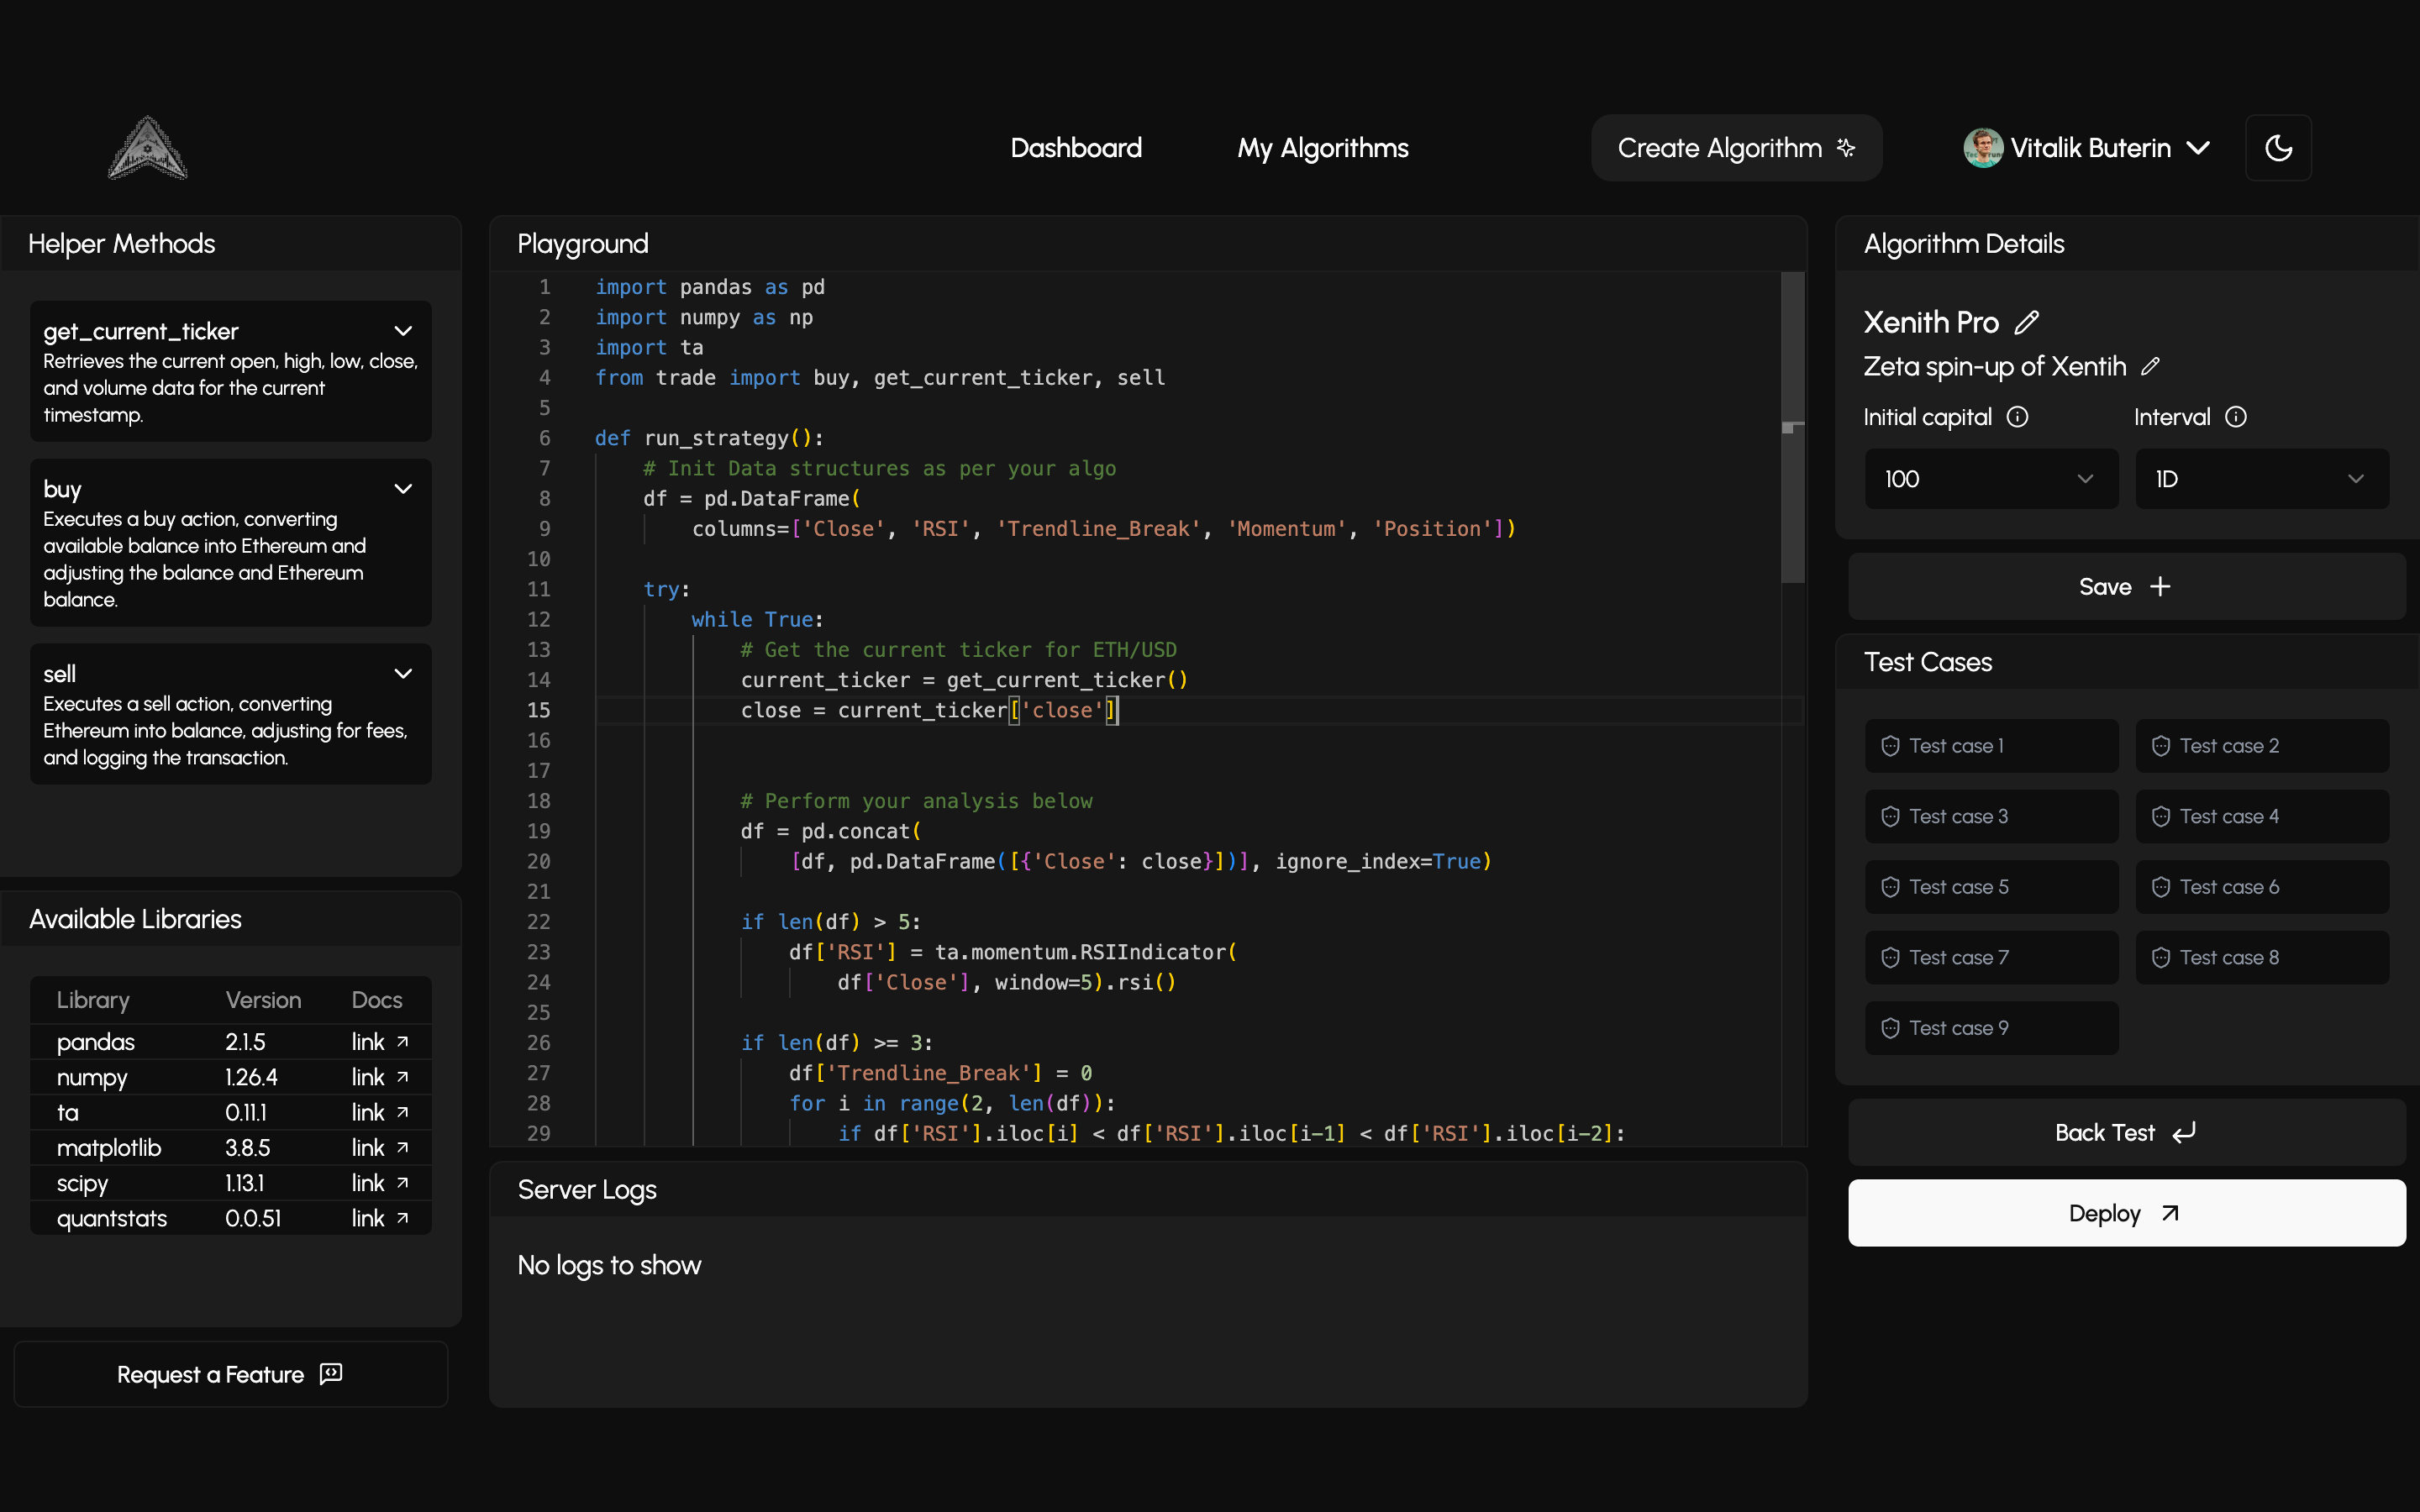 Dashboard
My Algorithms
Create Algorithm
Vitalik Buterin
Helper Methods
get_current_ticker
Retrieves the current open, high, low, close,
and volume data for the current
timestamp.
buy
Executes a buy action, converting
available balance into Ethereum and
adjusting the balance and Ethereum
balance.
sell
Executes a sell action, converting
Ethereum into balance, adjusting for fees,
and logging the transaction.
Available Libraries
Library Version Docs
pandas 2.1.5 link
numpy 1.26.4 link
ta 0.11.1 link
matplotlib 3.8.5 link
scipy 1.13.1 link
quantstats 0.0.51 link
Request a Feature
Playground
1 import pandas as pd
2 import numpy as np
3 import ta
4 from trade import buy, get_current_ticker, sell
5
6 def run_strategy():
7     # Init Data structures as per your algo
8     df = pd.DataFrame(
9         columns=['Close', 'RSI', 'Trendline_Break', 'Momentum', 'Position'])
10
11     try:
12         while True:
13             # Get the current ticker for ETH/USD
14             current_ticker = get_current_ticker()
15             close = current_ticker['close']
16
17
18             # Perform your analysis below
19             df = pd.concat(
20                 [df, pd.DataFrame([{'Close': close}])], ignore_index=True)
21
22             if len(df) > 5:
23                 df['RSI'] = ta.momentum.RSIIndicator(
24                     df['Close'], window=5).rsi()
25
26             if len(df) >= 3:
27                 df['Trendline_Break'] = 0
28                 for i in range(2, len(df)):
29                     if df['RSI'].iloc[i] < df['RSI'].iloc[i-1] < df['RSI'].iloc[i-2]:
Server Logs
No logs to show
Algorithm Details
Xenith Pro
Zeta spin-up of Xentih
Initial capital
Interval
100
1D
Save
Test Cases
Test case 1
Test case 2
Test case 3
Test case 4
Test case 5
Test case 6
Test case 7
Test case 8
Test case 9
Back Test
Deploy